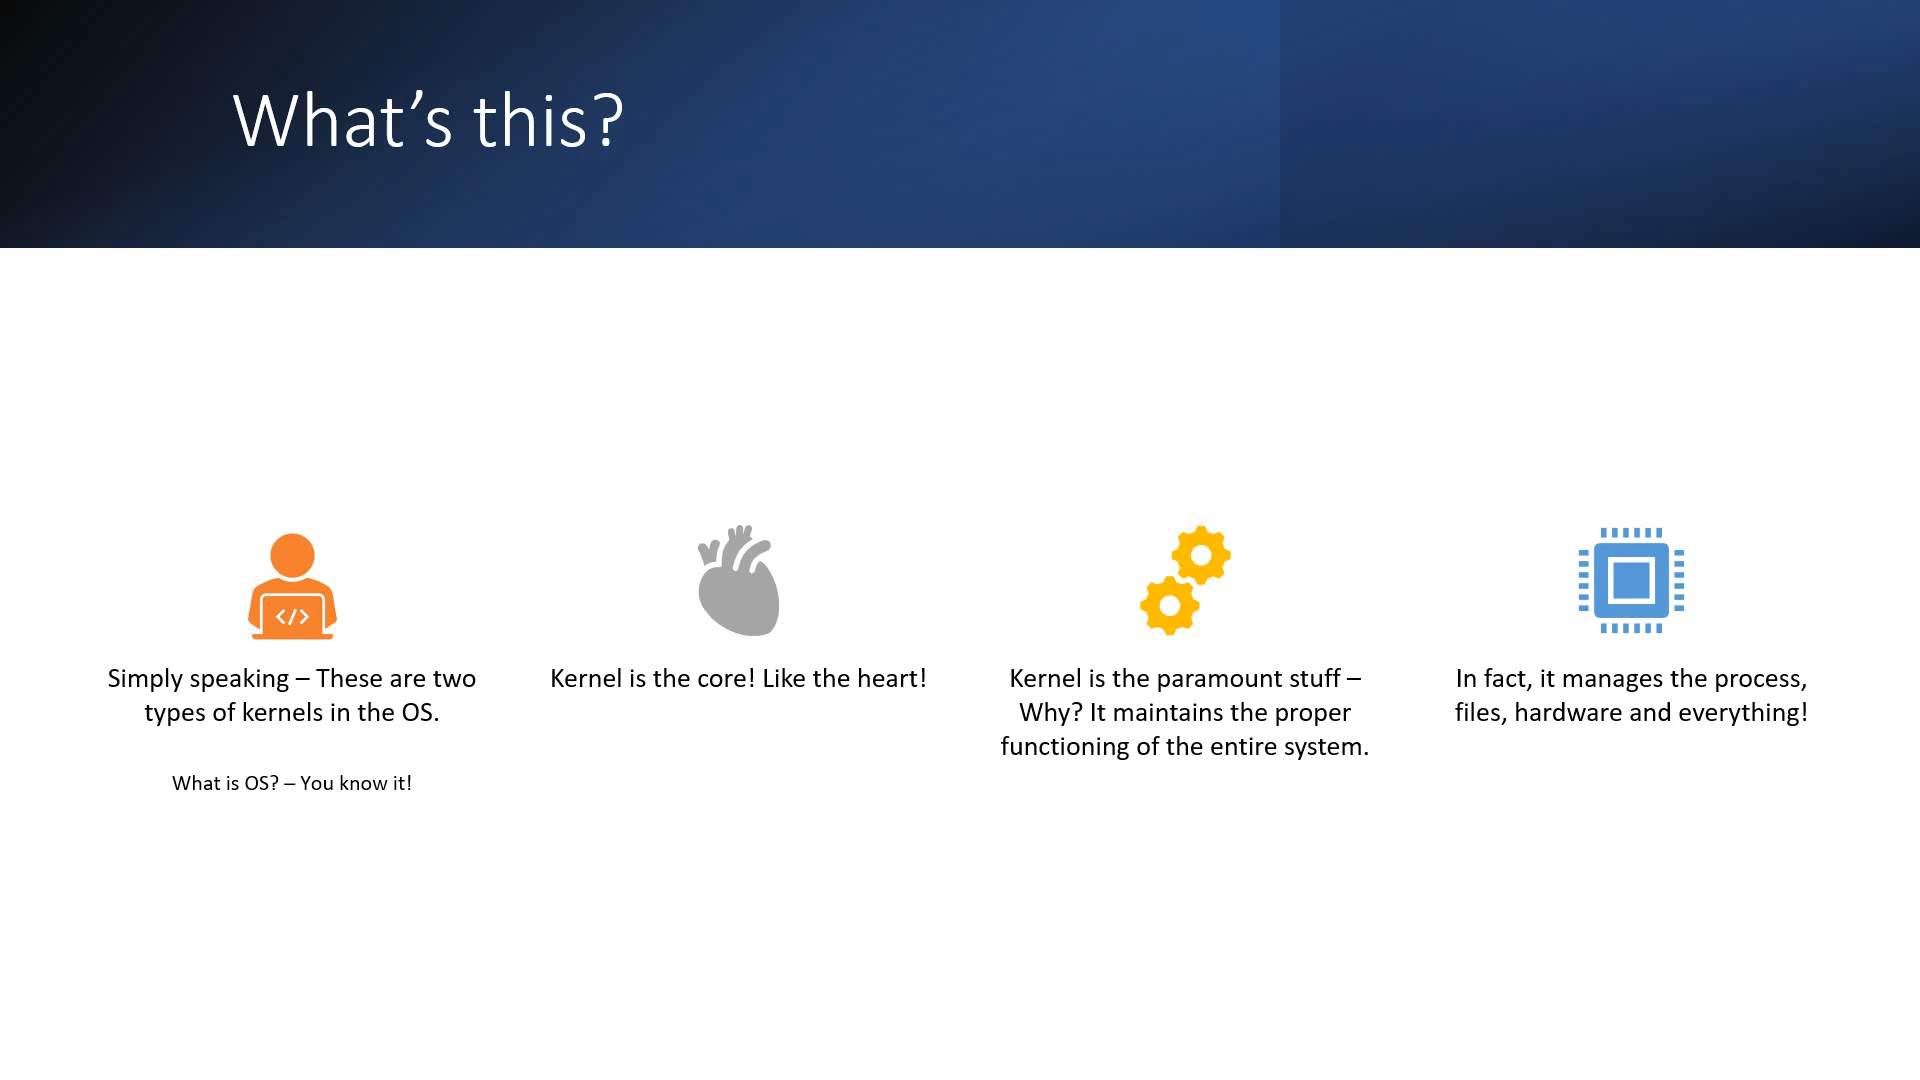 What’s this?
Simply speaking – These are two
types of kernels in the OS.
What is OS? – You know it!
Kernel is the core! Like the heart!
Kernel is the paramount stuff –
Why? It maintains the proper
functioning of the entire system.
In fact, it manages the process,
files, hardware and everything!